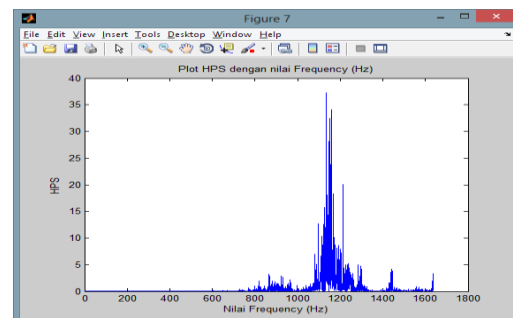 Figure 7
File Edit View Insert Tools Desktop Window Help
Plot HPS dengan nilai Frequency (Hz)
40
35
30
25
20
15
10
5
0
HPS
0 200 400 600 800 1000 1200 1400 1600 1800
Nilai Frequency (Hz)